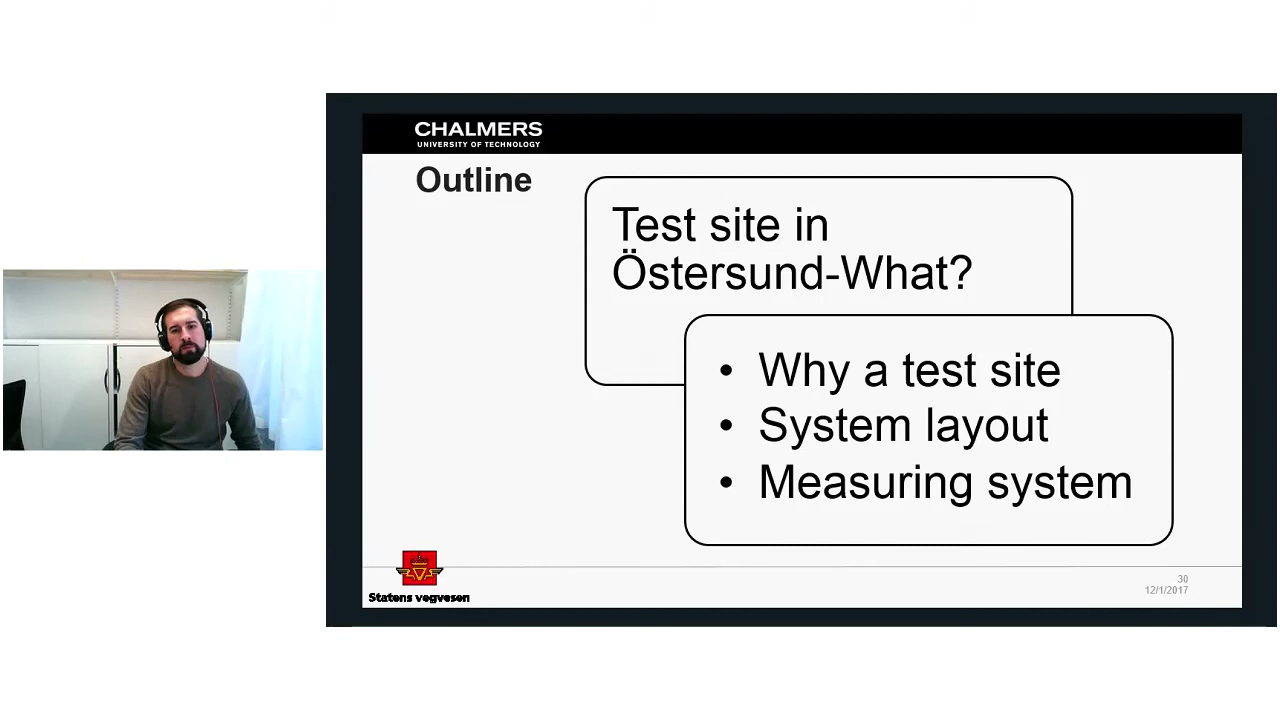 CHALMERS
UNIVERSITY OF TECHNOLOGY
Outline
Test site in
Östersund-What?
• Why a test site
• System layout
• Measuring system
Statens vegvesen
30
12/1/2017